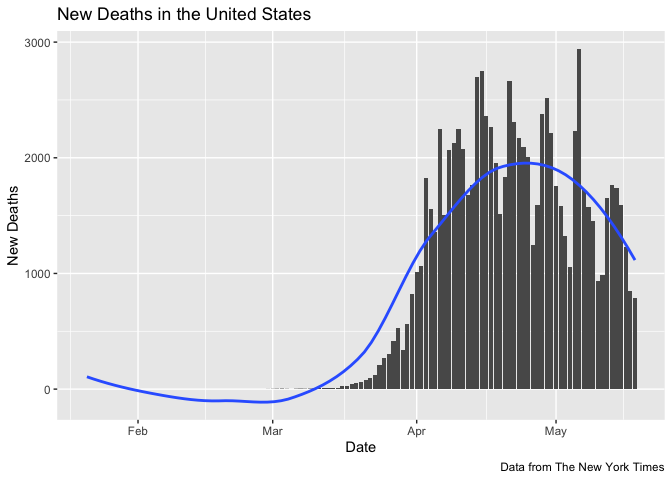 New Deaths in the United States
New Deaths
3000
2000
1000
0
Feb
Mar
Apr
May
Date
Data from The New York Times